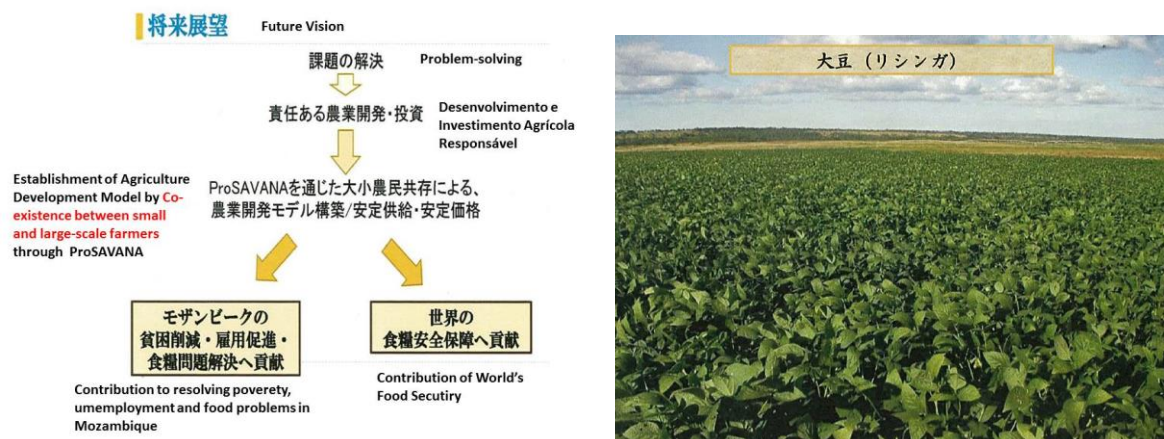 将来展望
Future Vision
課題の解決
Problem-solving
責任ある農業開発・投資
Desenvolvimento e
Investimento Agrícola
Responsável
Establishment of Agriculture
Development Model by Co-
existence between small
and large-scale farmers
through ProSAVANA
ProSAVANAを通じた大小農民共存による、
農業開発モデル構築/安定供給・安定価格
モザンビークの
貧困削減・雇用促進・
食糧問題解決へ貢献
世界の
食糧安全保障へ貢献
Contribution to resolving poverety,
umemployment and food problems in
Mozambique
Contribution of World's
Food Secutiry
大豆（リシンガ）